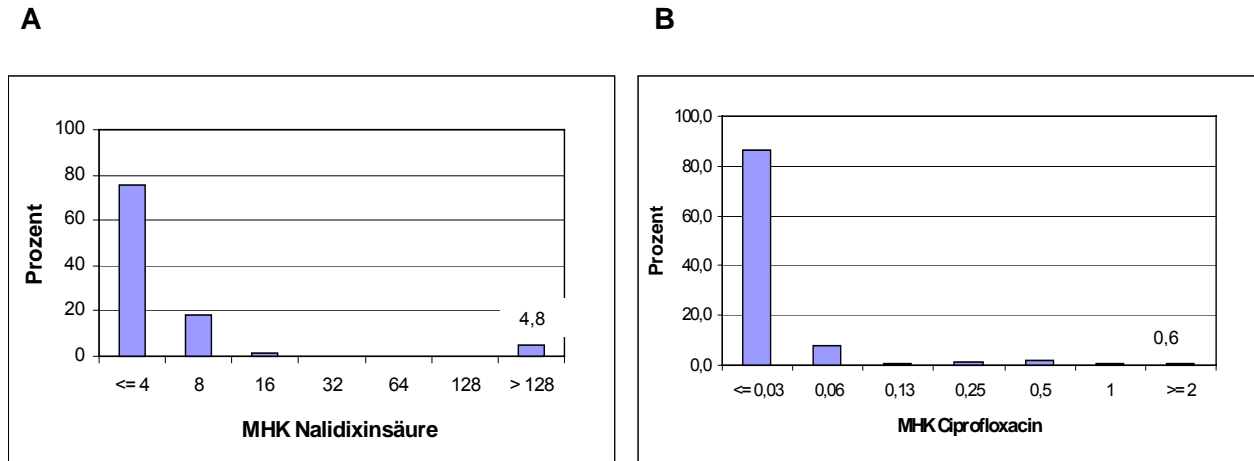 A
100
80
60
40
20
0
Prozent
4,8
<= 4 8 16 32 64 128 > 128
MHK Nalidixinsäure
B
100,0
80,0
60,0
40,0
20,0
0,0
Prozent
0,6
<= 0,03 0,06 0,13 0,25 0,5 1 >= 2
MHK Ciprofloxacin